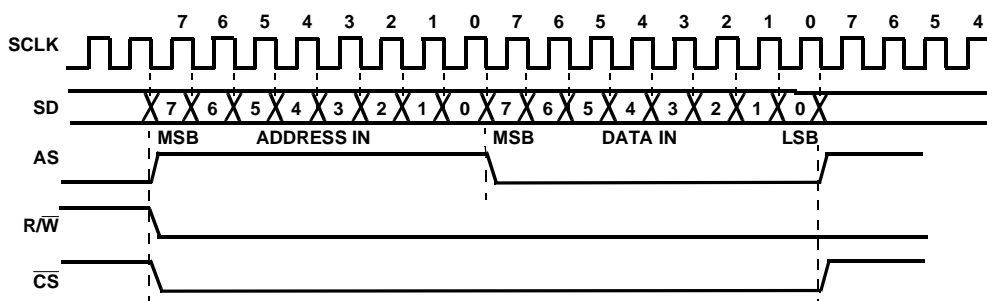 7 6 5 4 3 2 1 0 7 6 5 4 3 2 1 0 7 6 5 4
SCLK
SD 7 6 5 4 3 2 1 0 7 6 5 4 3 2 1 0
MSB ADDRESS IN MSB DATA IN LSB
AS
R/W̅
C̅S̅